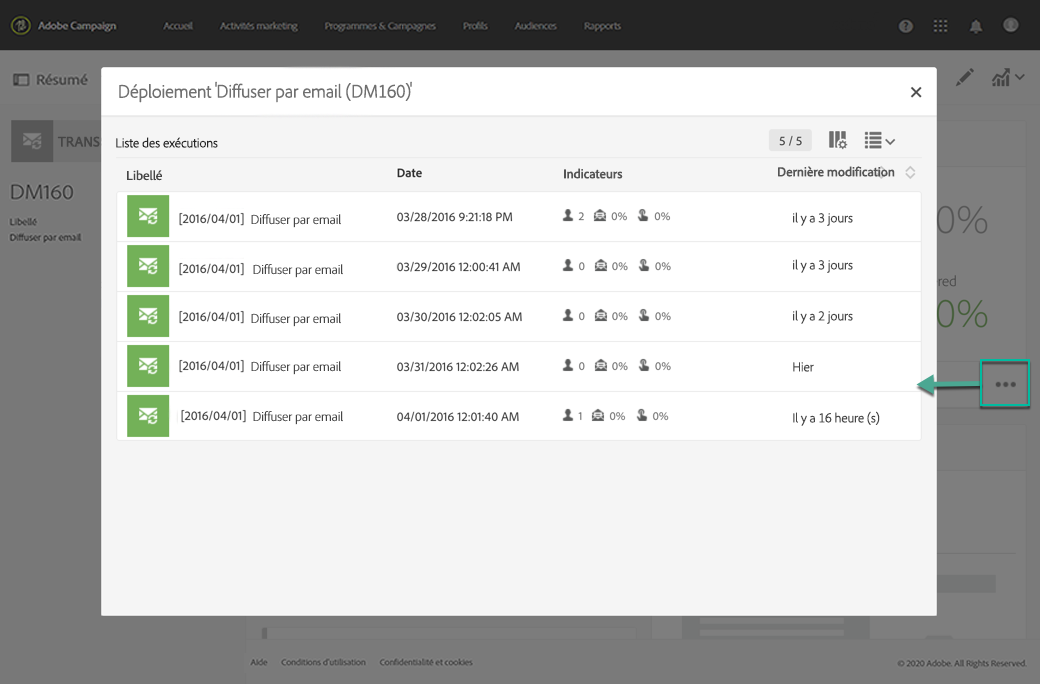 Adobe Campaign Accueil Activités marketing Programmes & Campagnes Profils Audiences Rapports
Résumé
Déploiement 'Diffuser par email (DM160)'
TRANS
DM160
Libellé
Diffuser par email
Liste des exécutions 5 / 5
Libellé Date Indicateurs Dernière modification
[2016/04/01] Diffuser par email 03/28/2016 9:21:18 PM 2 0% 0% il y a 3 jours
[2016/04/01] Diffuser par email 03/29/2016 12:00:41 AM 0 0% 0% il y a 3 jours
[2016/04/01] Diffuser par email 03/30/2016 12:02:05 AM 0 0% 0% il y a 2 jours
[2016/04/01] Diffuser par email 03/31/2016 12:02:26 AM 0 0% 0% Hier
[2016/04/01] Diffuser par email 04/01/2016 12:01:40 AM 1 0% 0% Il y a 16 heure (s)
0%
red
0%
Aide Conditions d'utilisation Confidentialité et cookies © 2020 Adobe. All Rights Reserved.